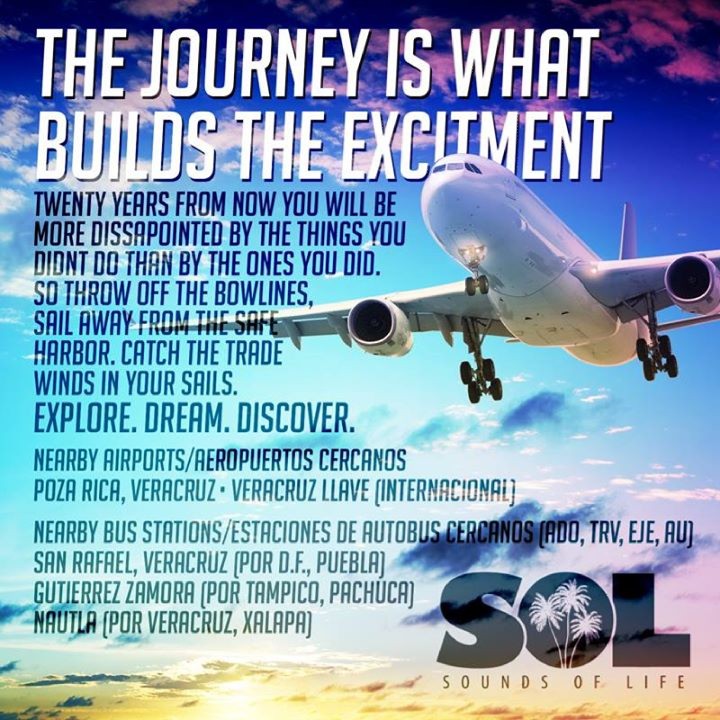 THE JOURNEY IS WHAT
BUILDS THE EXCITMENT
TWENTY YEARS FROM NOW YOU WILL BE
MORE DISSAPOINTED BY THE THINGS YOU
DIDNT DO THAN BY THE ONES YOU DID.
SO THROW OFF THE BOWLINES,
SAIL AWAY FROM THE SAFE
HARBOR. CATCH THE TRADE
WINDS IN YOUR SAILS.
EXPLORE. DREAM. DISCOVER.
NEARBY AIRPORTS/AEROPUERTOS CERCANOS
POZA RICA, VERACRUZ • VERACRUZ LLAVE (INTERNACIONAL)
NEARBY BUS STATIONS/ESTACIONES DE AUTOBUS CERCANOS (ADO, TRV, EJE, AU)
SAN RAFAEL, VERACRUZ (POR D.F., PUEBLA)
GUTIERREZ ZAMORA (POR TAMPICO, PACHUCA)
NAUTLA (POR VERACRUZ, XALAPA)
SOL
SOUNDS OF LIFE